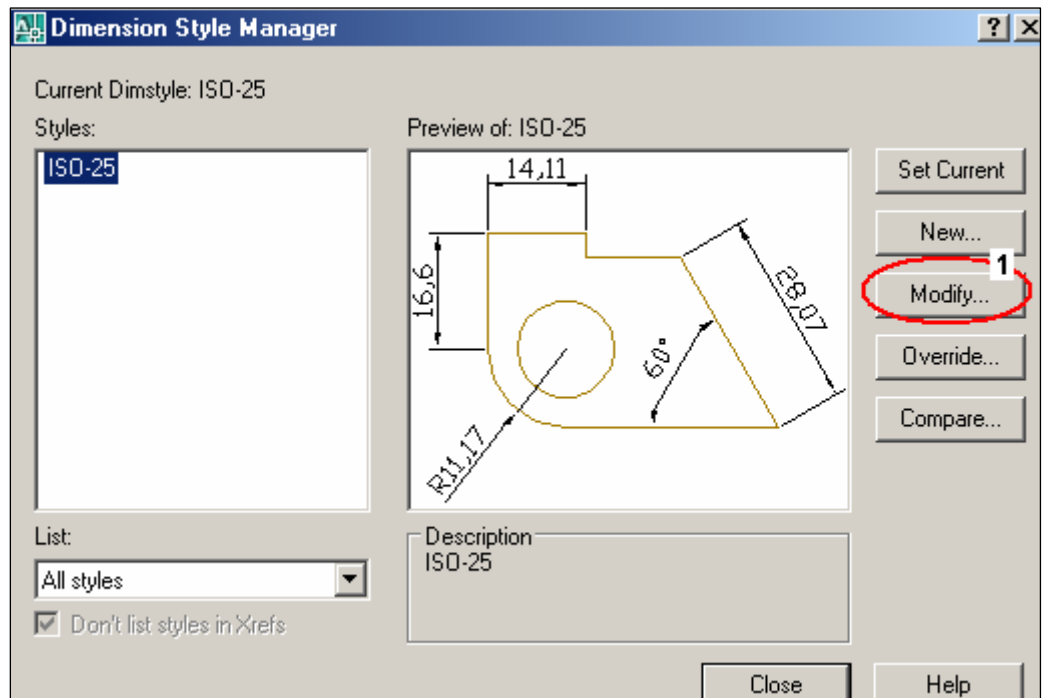 Dimension Style Manager
Current Dimstyle: ISO-25
Styles:
ISO-25
Preview of: ISO-25
14,11
16,6
28,07
60°
R11,17
Set Current
New...
1
Modify...
Override...
Compare...
List:
All styles
Don't list styles in Xrefs
Description
ISO-25
Close
Help